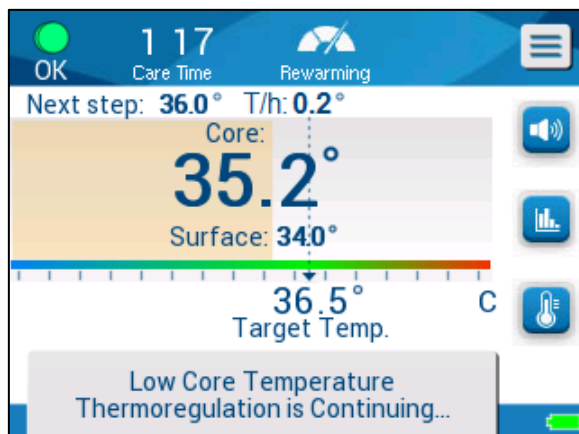 OK
1 17
Care Time
Rewarming
Next step: 36.0° T/h: 0.2°
Core:
35.2°
Surface: 34.0°
36.5° C
Target Temp.
Low Core Temperature
Thermoregulation is Continuing...